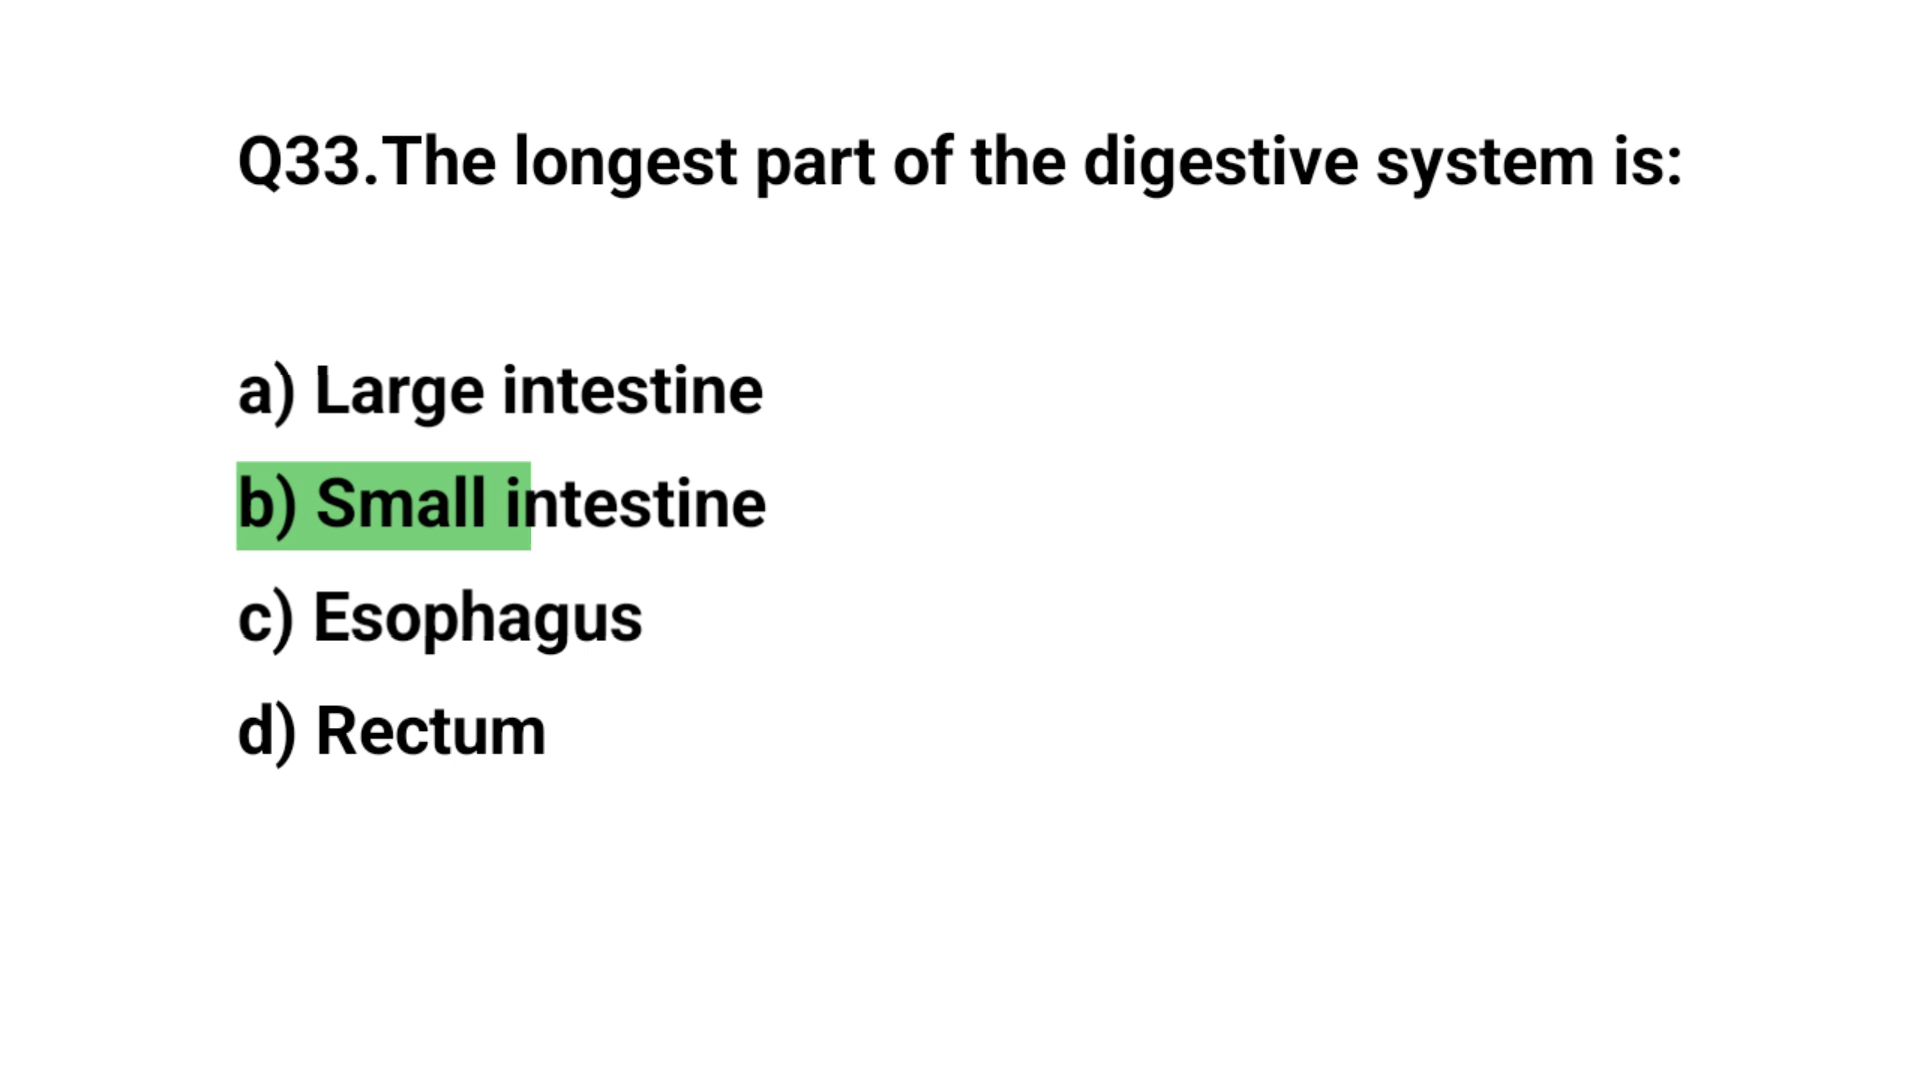 Q33.The longest part of the digestive system is:
a) Large intestine
b) Small intestine
c) Esophagus
d) Rectum